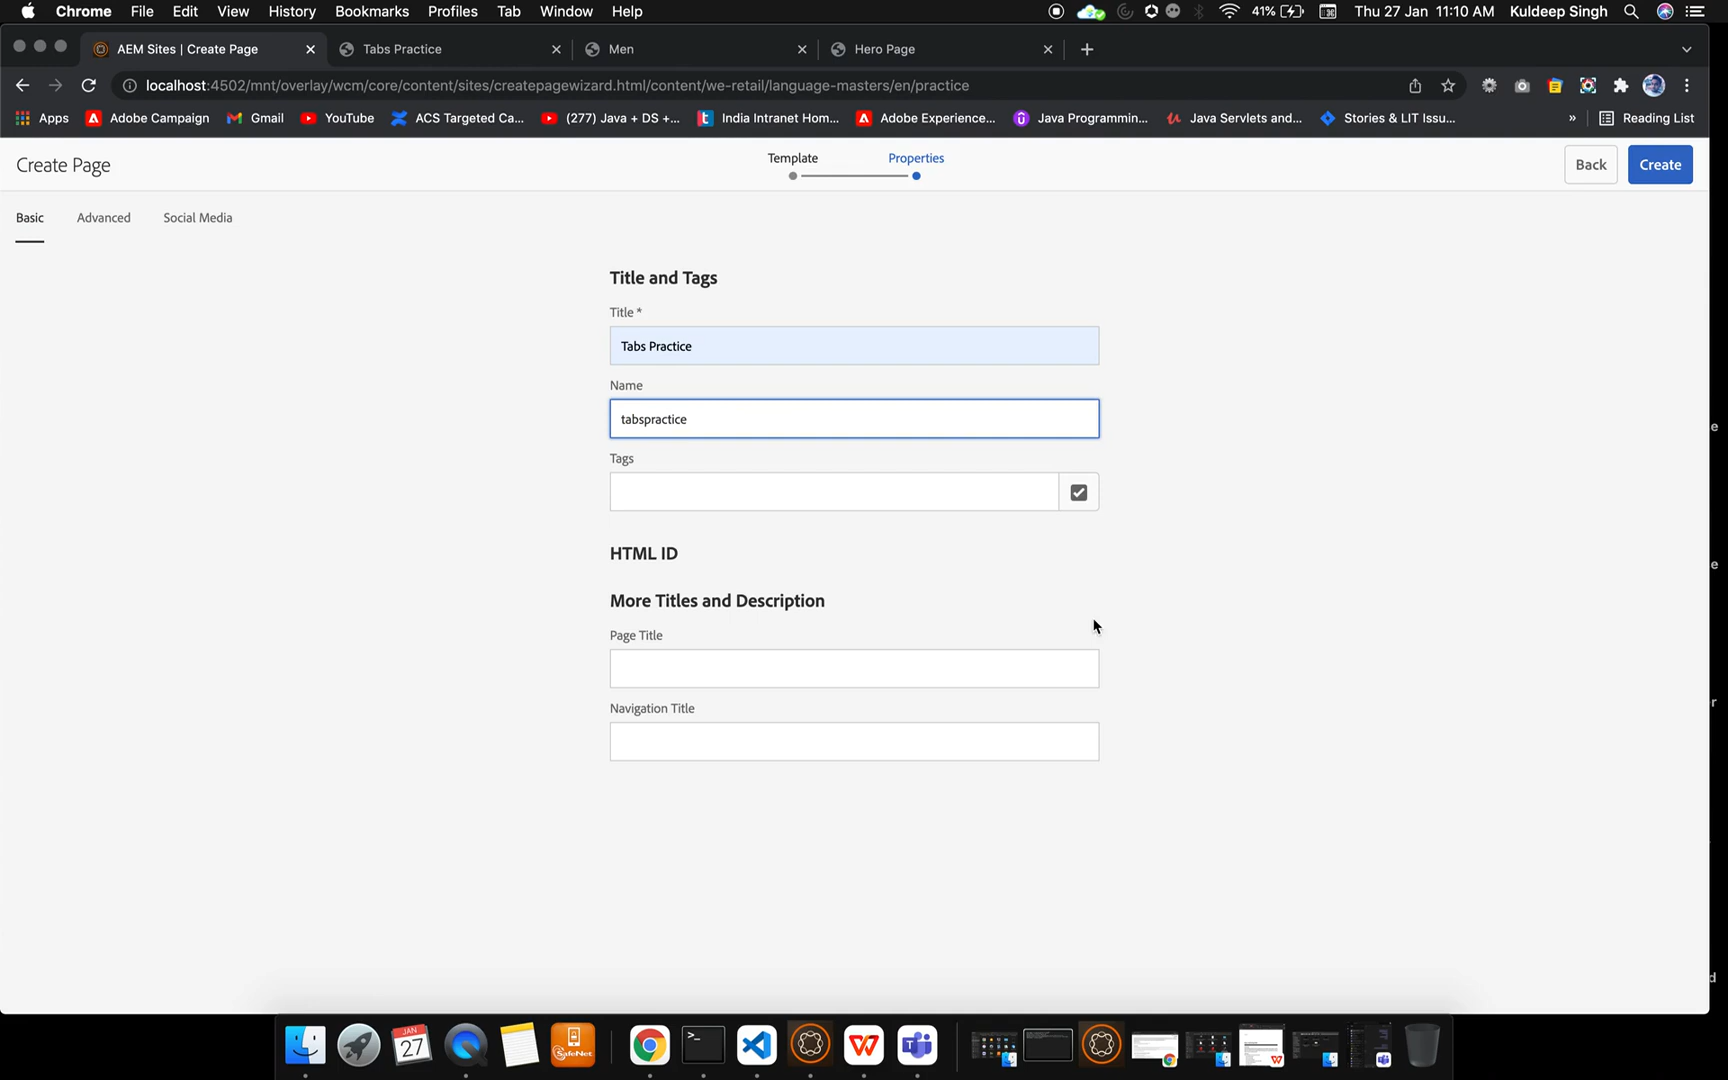 Chrome File Edit View History Bookmarks Profiles Tab Window Help 41% Thu 27 Jan 11:10 AM Kuldeep Singh
AEM Sites | Create Page Tabs Practice Men Hero Page
localhost:4502/mnt/overlay/wcm/core/content/sites/createpagewizard.html/content/we-retail/language-masters/en/practice
Apps Adobe Campaign Gmail YouTube ACS Targeted Ca... (277) Java + DS +... India Intranet Hom... Adobe Experience... Java Programmin... Java Servlets and... Stories & LIT Issu... » Reading List
Create Page
Template Properties
Back Create
Basic Advanced Social Media
Title and Tags
Title *
Tabs Practice
Name
tabspractice
Tags
HTML ID
More Titles and Description
Page Title
Navigation Title
e
e
r
d
JAN
27
SafeNet